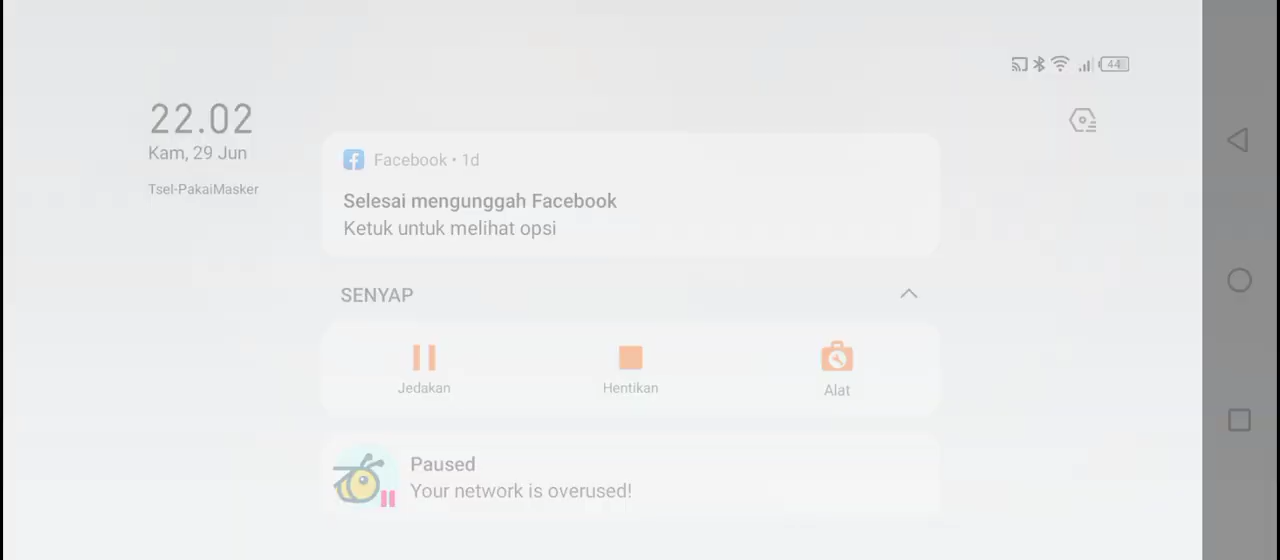 44
22.02
Kam, 29 Jun
Tsel-PakaiMasker
Facebook • 1d
Selesai mengunggah Facebook
Ketuk untuk melihat opsi
SENYAP
Jedakan
Hentikan
Alat
Paused
Your network is overused!